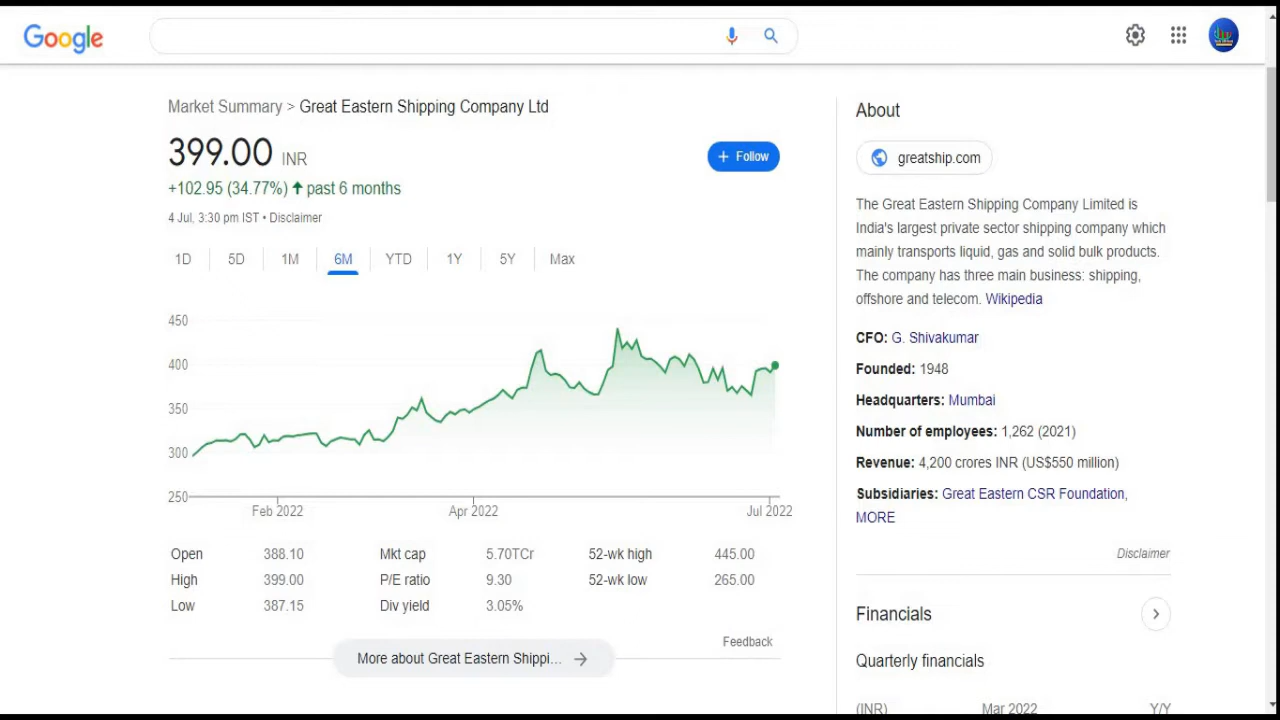 Google
Market Summary > Great Eastern Shipping Company Ltd
399.00 INR
+ Follow
+102.95 (34.77%) ↑ past 6 months
4 Jul, 3:30 pm IST • Disclaimer
1D 5D 1M 6M YTD 1Y 5Y Max
450
400
350
300
250
Feb 2022 Apr 2022 Jul 2022
Open 388.10 Mkt cap 5.70TCr 52-wk high 445.00
High 399.00 P/E ratio 9.30 52-wk low 265.00
Low 387.15 Div yield 3.05%
Feedback
More about Great Eastern Shippi... →
About
greatship.com
The Great Eastern Shipping Company Limited is
India's largest private sector shipping company which
mainly transports liquid, gas and solid bulk products.
The company has three main business: shipping,
offshore and telecom. Wikipedia
CFO: G. Shivakumar
Founded: 1948
Headquarters: Mumbai
Number of employees: 1,262 (2021)
Revenue: 4,200 crores INR (US$550 million)
Subsidiaries: Great Eastern CSR Foundation,
MORE
Disclaimer
Financials
Quarterly financials
(INR) Mar 2022 Y/Y